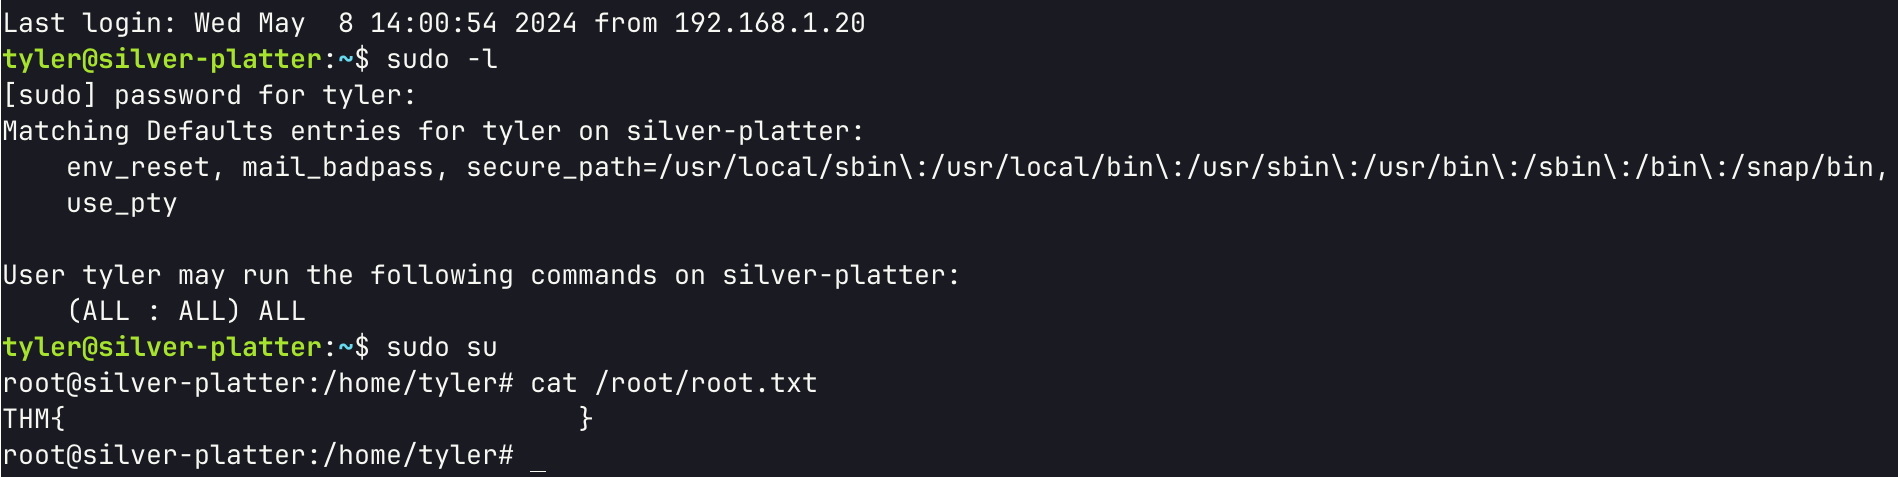 Last login: Wed May  8 14:00:54 2024 from 192.168.1.20
tyler@silver-platter:~$ sudo -l
[sudo] password for tyler:
Matching Defaults entries for tyler on silver-platter:
    env_reset, mail_badpass, secure_path=/usr/local/sbin\:/usr/local/bin\:/usr/sbin\:/usr/bin\:/sbin\:/bin\:/snap/bin,
    use_pty

User tyler may run the following commands on silver-platter:
    (ALL : ALL) ALL
tyler@silver-platter:~$ sudo su
root@silver-platter:/home/tyler# cat /root/root.txt
THM{                                }
root@silver-platter:/home/tyler# _